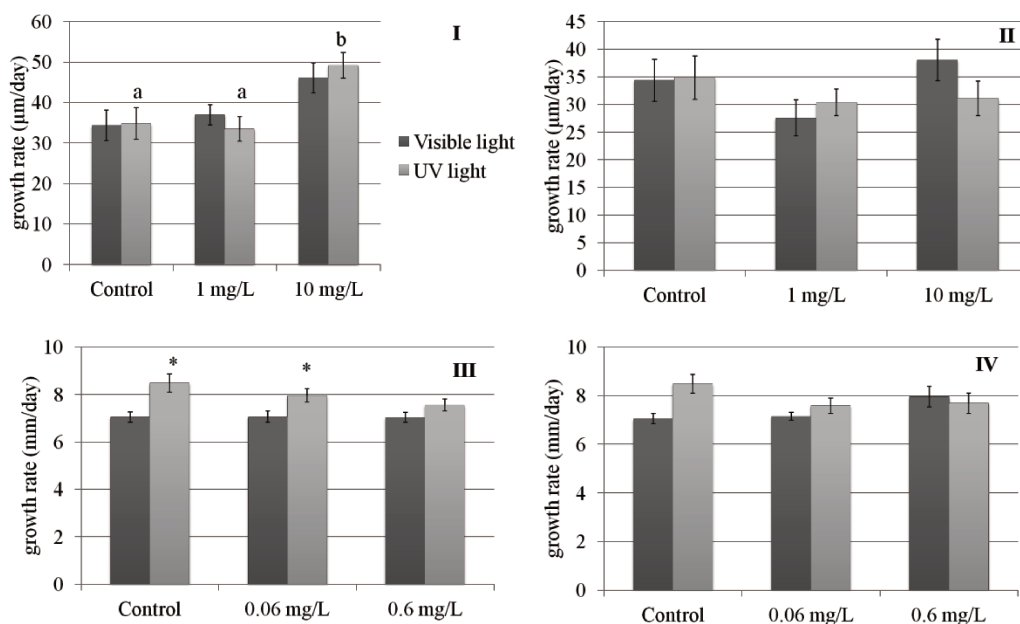 I
growth rate (μm/day)
60
50
40
30
20
10
0
a
a
b
Control
1 mg/L
10 mg/L
Visible light
UV light
II
growth rate (μm/day)
45
40
35
30
25
20
15
10
5
0
Control
1 mg/L
10 mg/L
III
growth rate (mm/day)
10
8
6
4
2
0
*
*
Control
0.06 mg/L
0.6 mg/L
IV
growth rate (mm/day)
10
8
6
4
2
0
Control
0.06 mg/L
0.6 mg/L